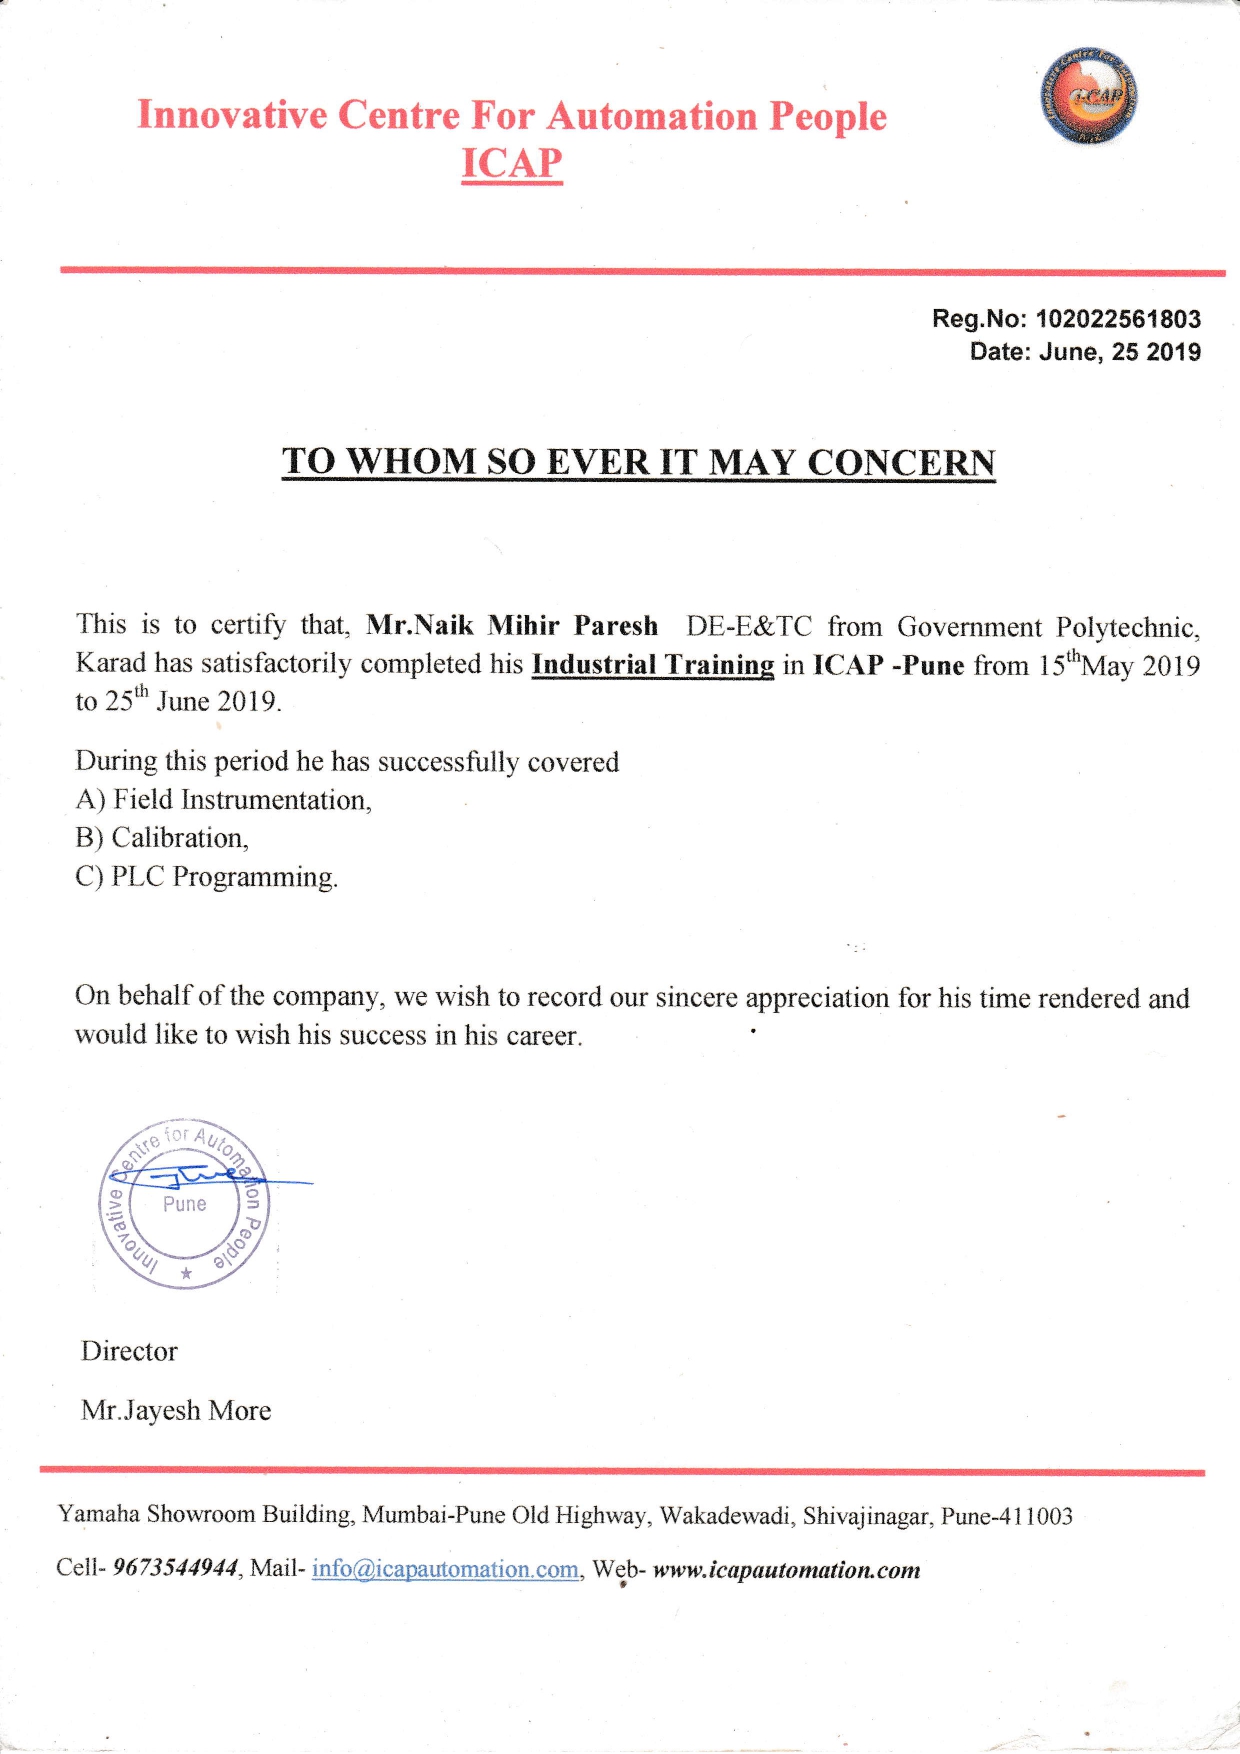 Innovative Centre For Automation People
ICAP
I.CAP
Reg.No: 102022561803
Date: June, 25 2019
TO WHOM SO EVER IT MAY CONCERN
This is to certify that, Mr.Naik Mihir Paresh DE-E&TC from Government Polytechnic,
Karad has satisfactorily completed his Industrial Training in ICAP -Pune from 15thMay 2019
to 25th June 2019.
During this period he has successfully covered
A) Field Instrumentation,
B) Calibration,
C) PLC Programming.
On behalf of the company, we wish to record our sincere appreciation for his time rendered and
would like to wish his success in his career.
Innovative Centre for Automation People
Pune
Director
Mr.Jayesh More
Yamaha Showroom Building, Mumbai-Pune Old Highway, Wakadewadi, Shivajinagar, Pune-411003
Cell- 9673544944, Mail- info@icapautomation.com, Web- www.icapautomation.com